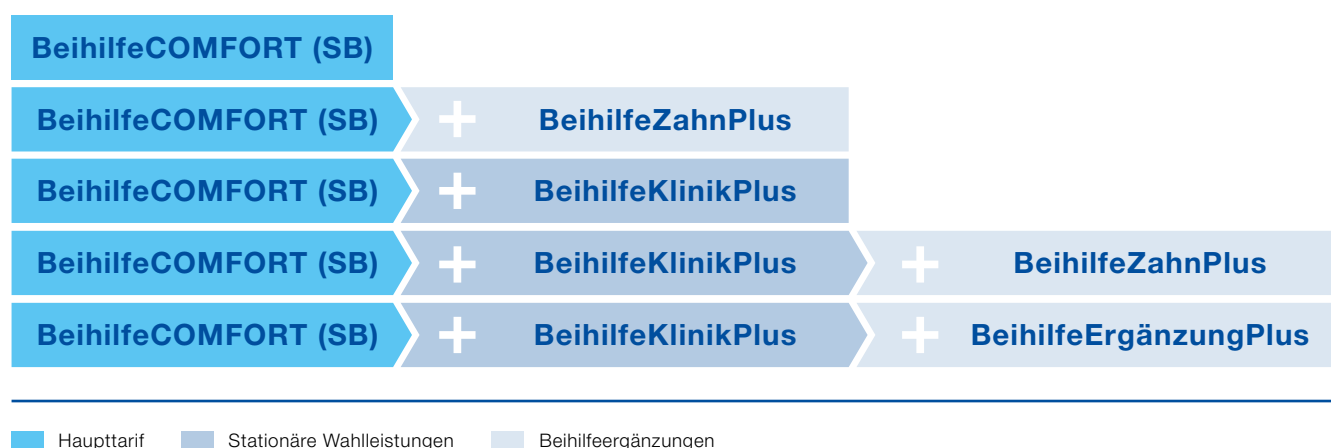 BeihilfeCOMFORT (SB)
BeihilfeCOMFORT (SB) + BeihilfeZahnPlus
BeihilfeCOMFORT (SB) + BeihilfeKlinikPlus
BeihilfeCOMFORT (SB) + BeihilfeKlinikPlus + BeihilfeZahnPlus
BeihilfeCOMFORT (SB) + BeihilfeKlinikPlus + BeihilfeErgänzungPlus
Haupttarif Stationäre Wahlleistungen Beihilfeergänzungen